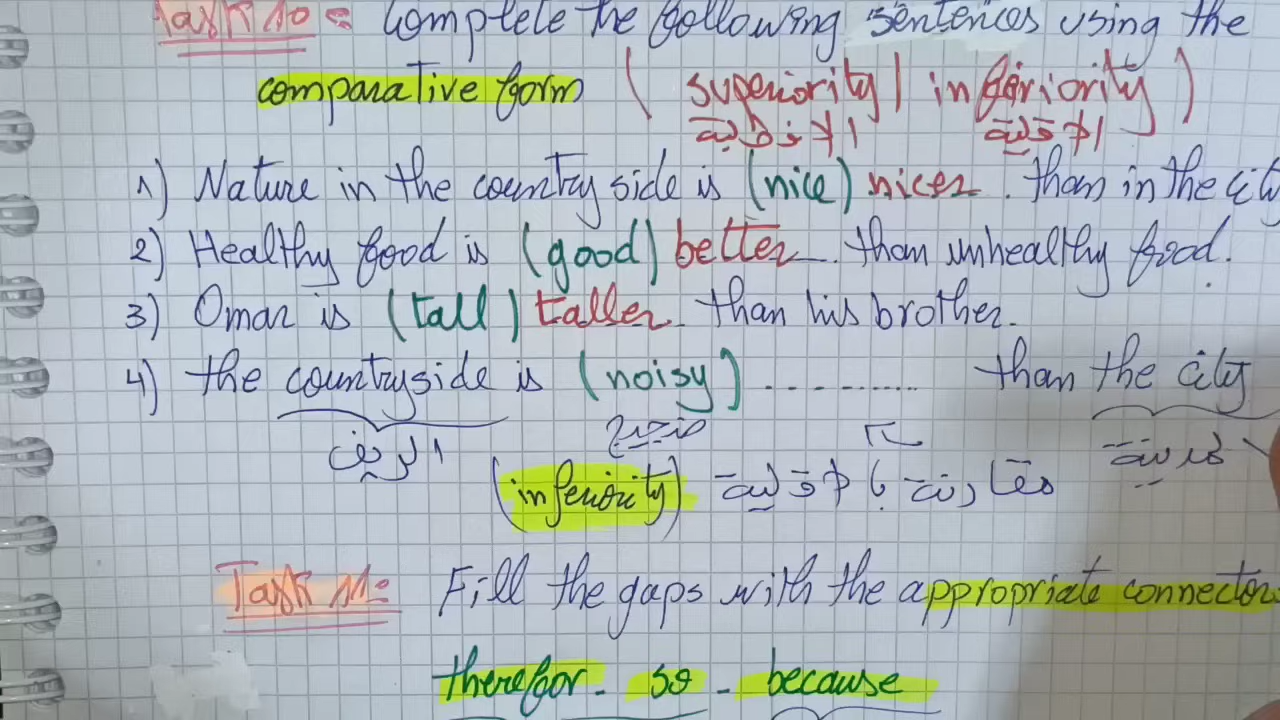 Task 10: Complete the following sentences using the
comparative form ( superiority / inferiority )
الأفضلية الأقلية
1) Nature in the countryside is (nice) nicer . than in the city
2) Healthy food is (good) better . than unhealthy food.
3) Omar is (tall) taller . than his brother.
4) the countryside is (noisy) .......... than the city
الريف ضجيج مدينة
(inferiority) مقارنة بالأقلية
Task 11: Fill the gaps with the appropriate connector
therefor - so - because